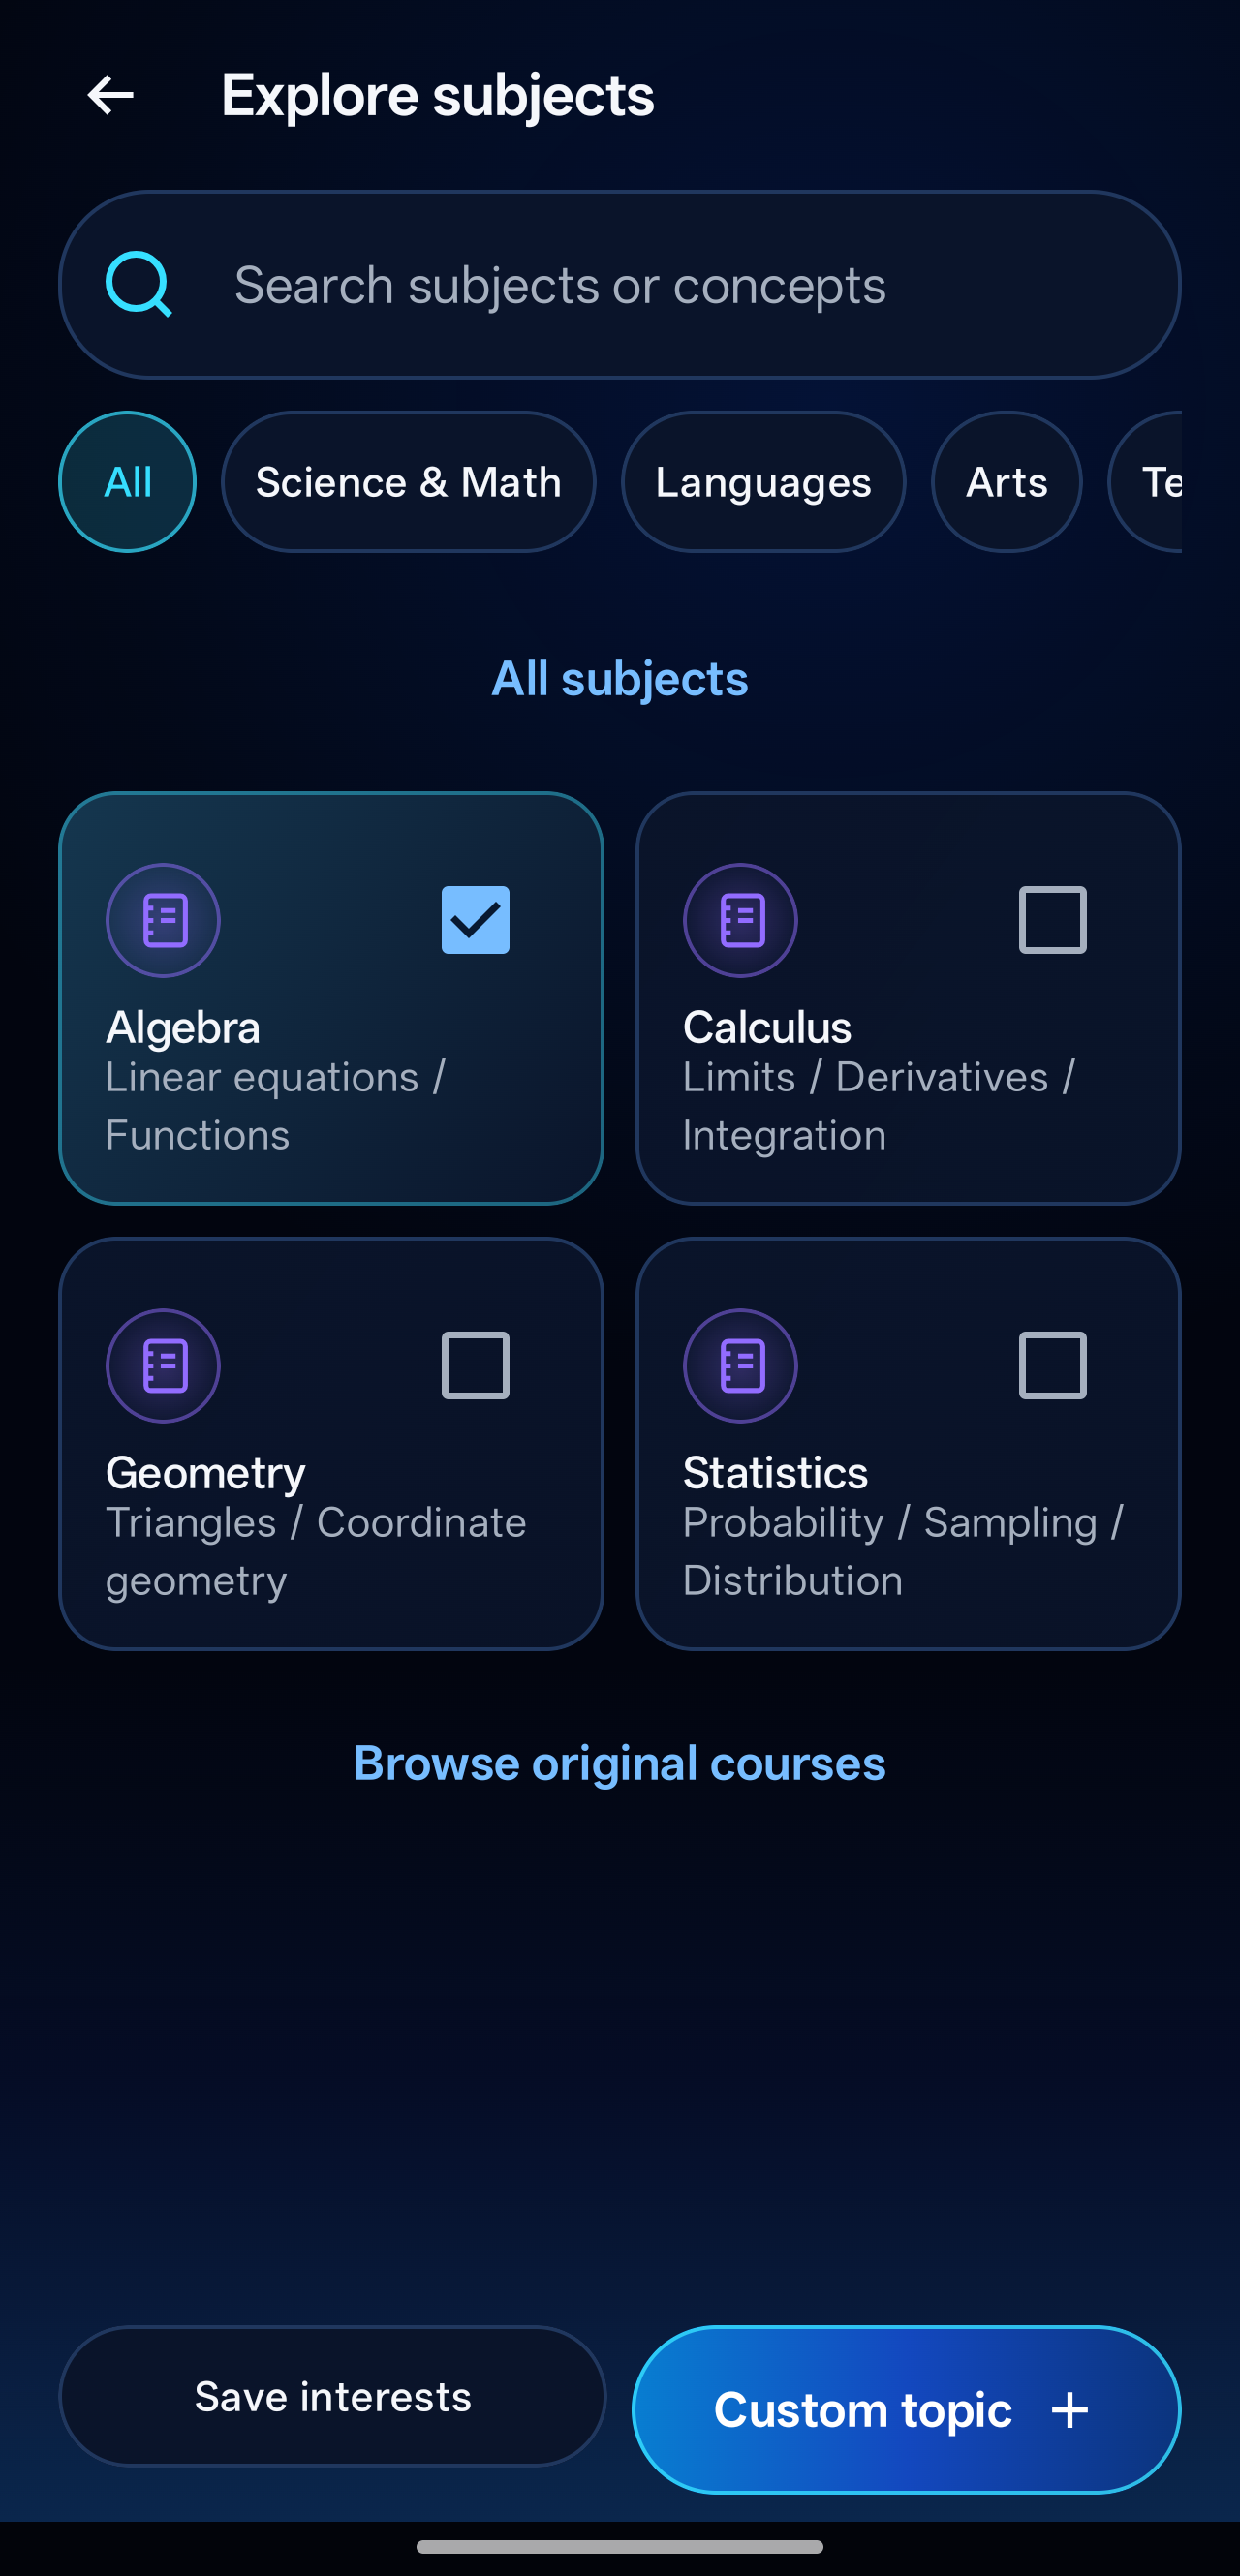 Explore subjects
Search subjects or concepts
All
Science & Math
Languages
Arts
Te
All subjects
Algebra
Linear equations /
Functions
Calculus
Limits / Derivatives /
Integration
Geometry
Triangles / Coordinate
geometry
Statistics
Probability / Sampling /
Distribution
Browse original courses
Save interests
Custom topic +